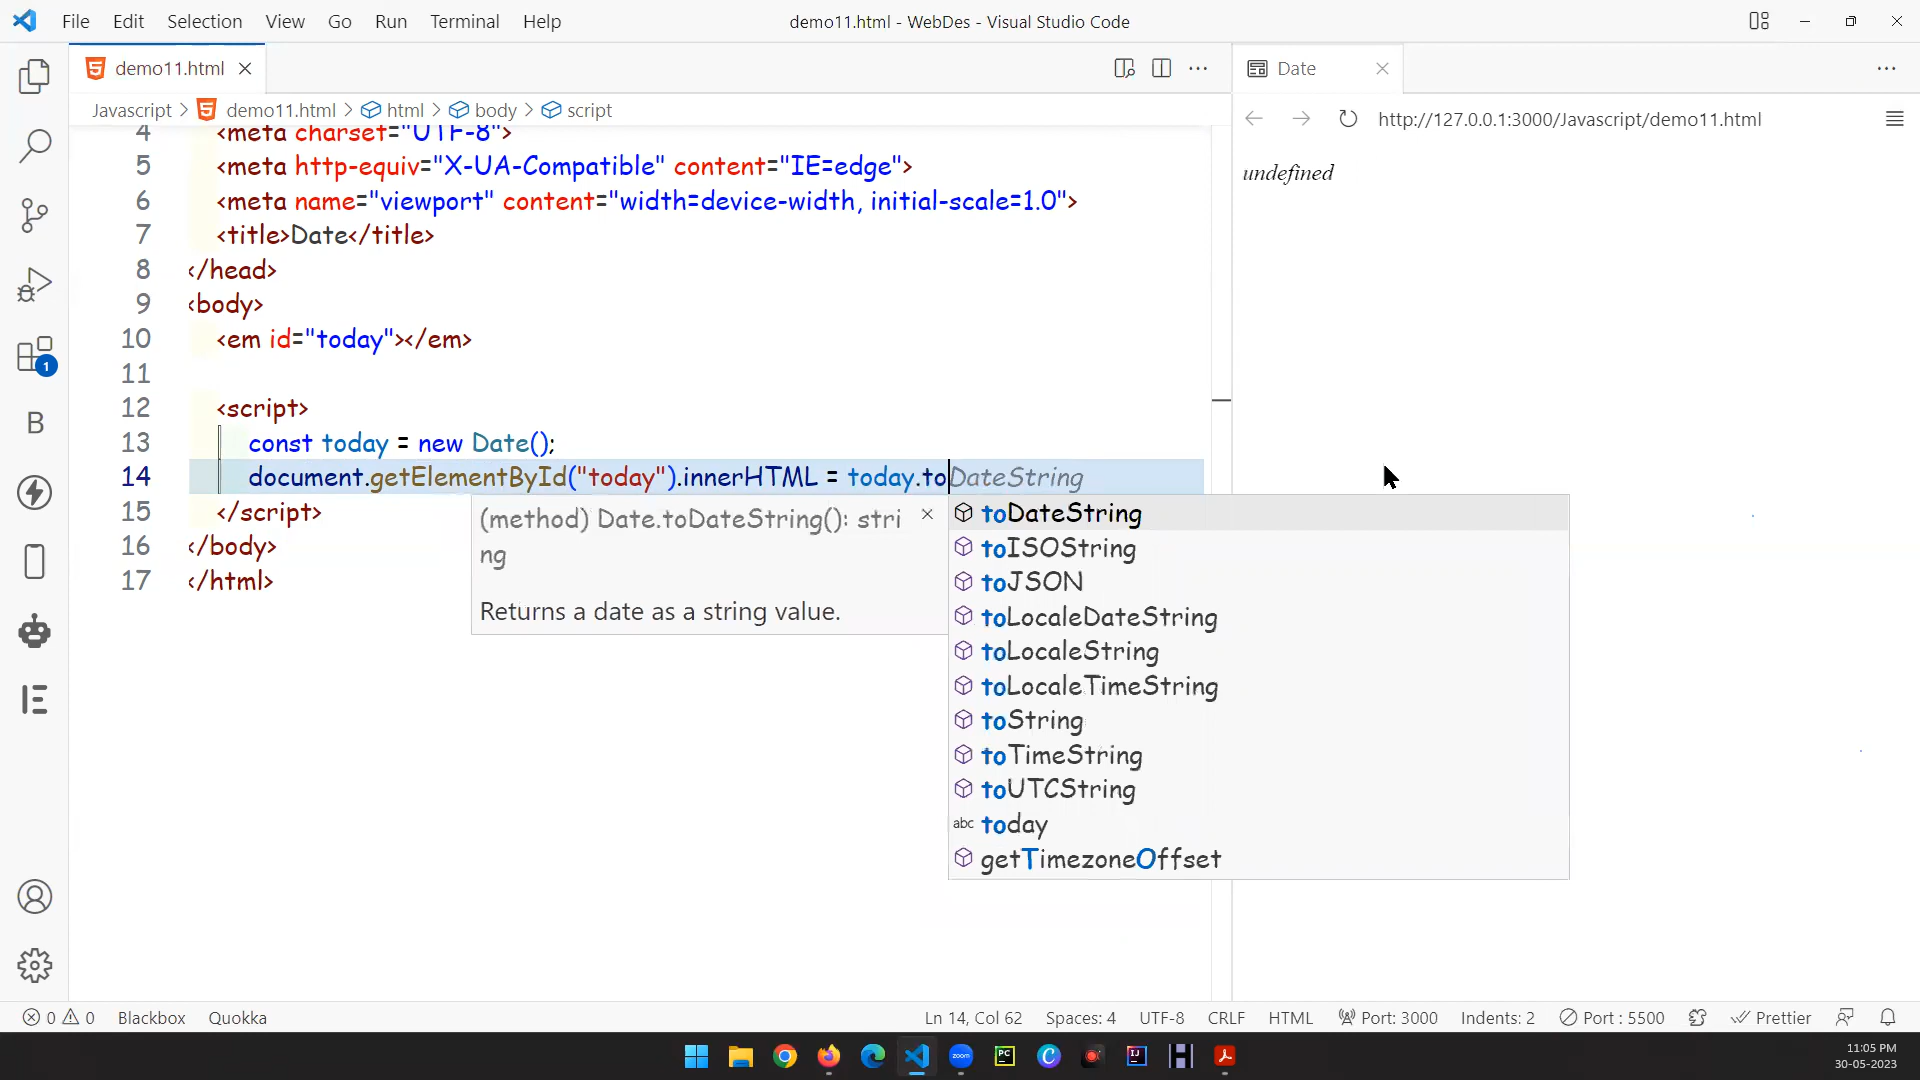 File Edit Selection View Go Run Terminal Help
demo11.html - WebDes - Visual Studio Code
demo11.html
Date
Javascript > demo11.html > html > body > script
http://127.0.0.1:3000/Javascript/demo11.html
undefined
4 <meta charset="UTF-8">
5 <meta http-equiv="X-UA-Compatible" content="IE=edge">
6 <meta name="viewport" content="width=device-width, initial-scale=1.0">
7 <title>Date</title>
8 </head>
9 <body>
10 <em id="today"></em>
11
12 <script>
13 const today = new Date();
14 document.getElementById("today").innerHTML = today.toDateString
15 </script>
16 </body>
17 </html>
(method) Date.toDateString(): stri
ng
Returns a date as a string value.
toDateString
toISOString
toJSON
toLocaleDateString
toLocaleString
toLocaleTimeString
toString
toTimeString
toUTCString
abc today
getTimezoneOffset
1
B
0 0 Blackbox Quokka
Ln 14, Col 62 Spaces: 4 UTF-8 CRLF HTML Port: 3000 Indents: 2 Port : 5500 Prettier
zoom
PC
IJ
11:05 PM
30-05-2023